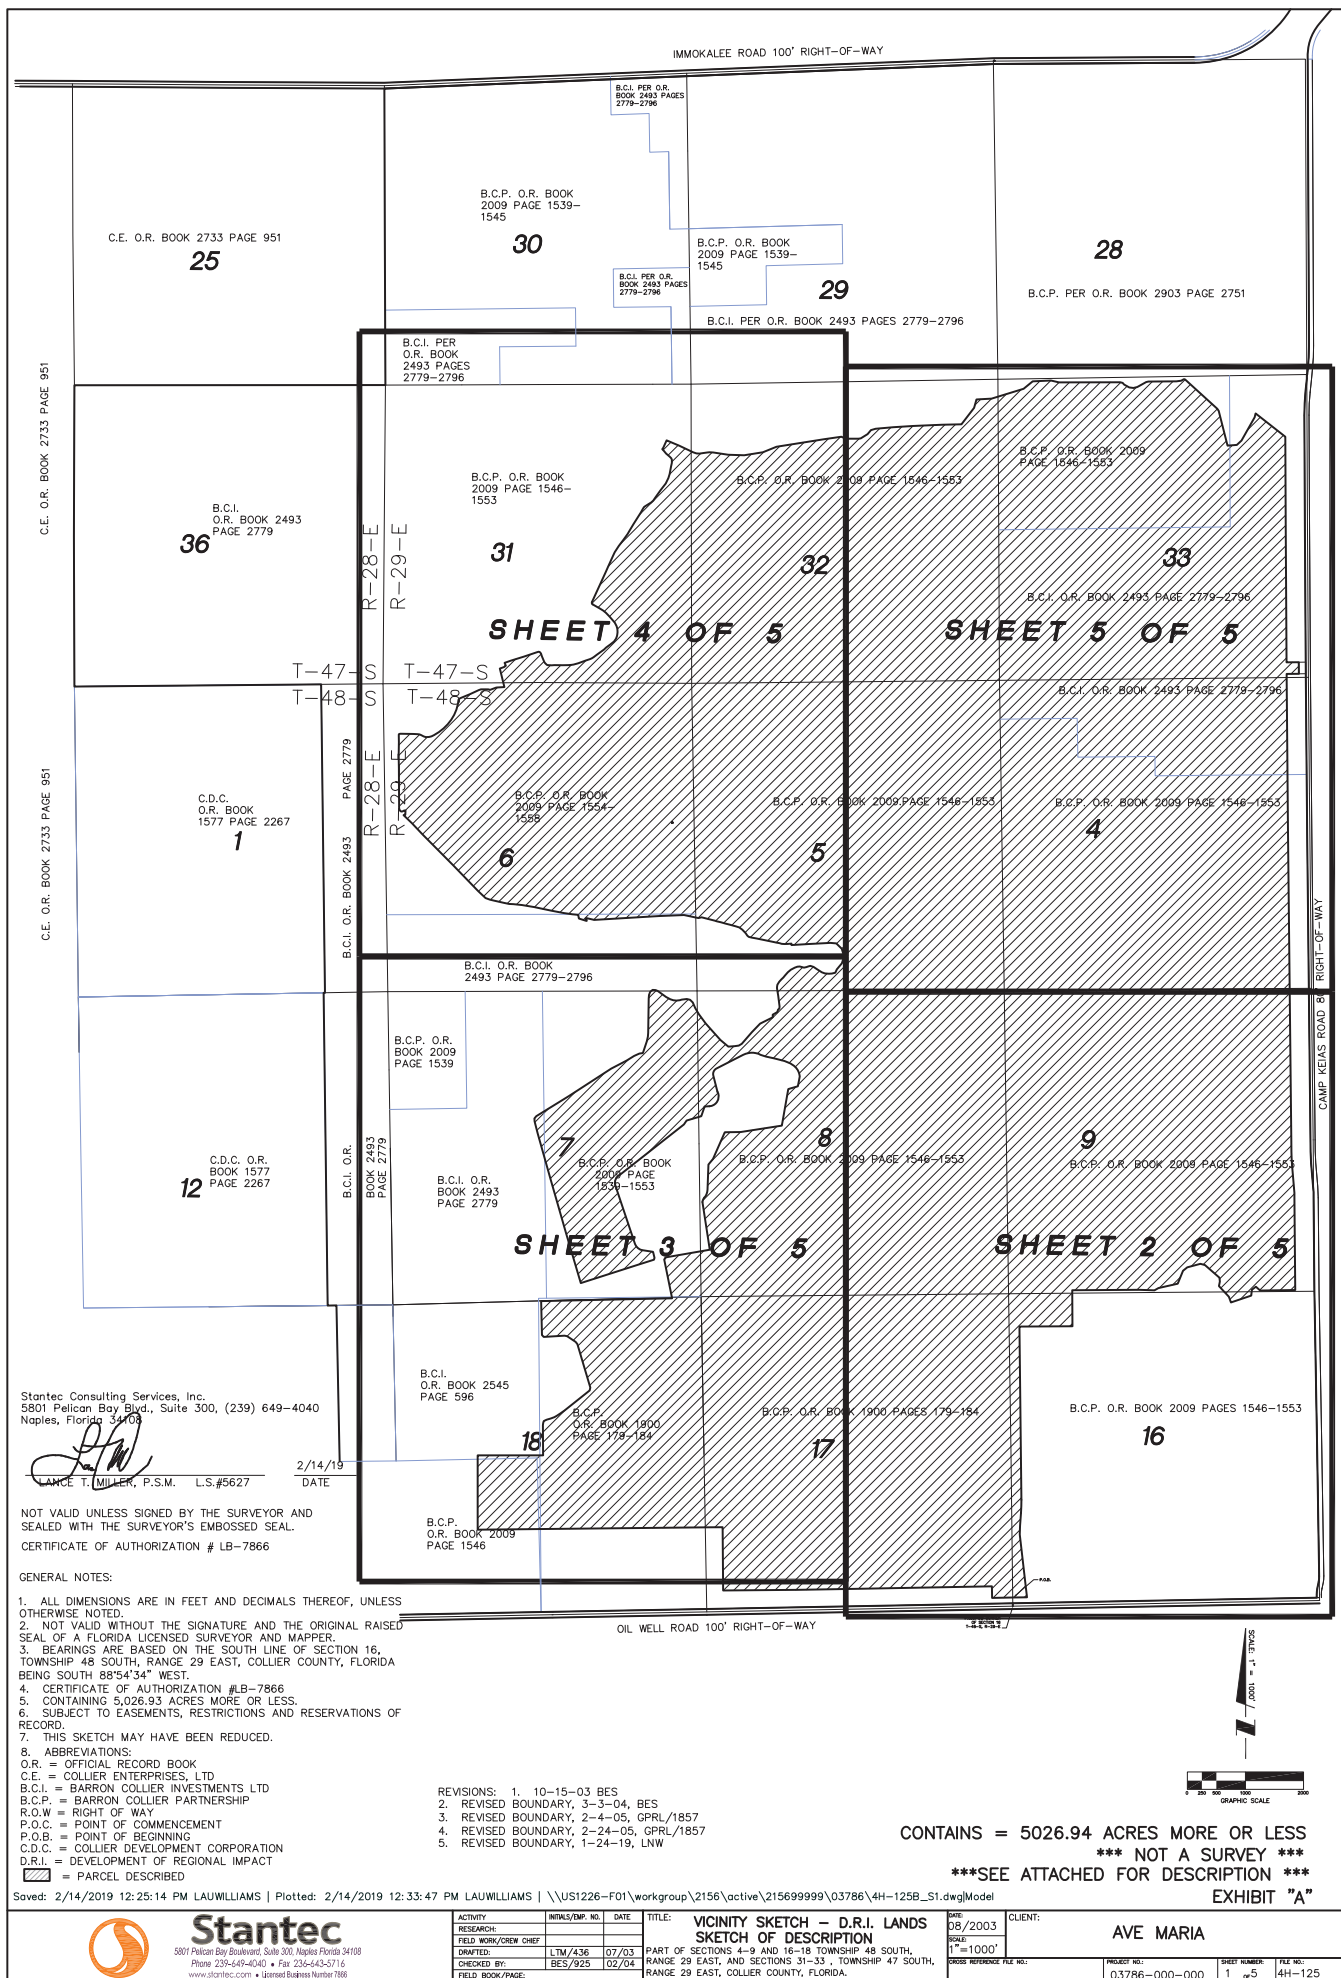 IMMOKALEE ROAD 100' RIGHT-OF-WAY
B.C.I. PER O.R.
BOOK 2493 PAGES
2779-2796
B.C.P. O.R. BOOK
2009 PAGE 1539-
1545
30
C.E. O.R. BOOK 2733 PAGE 951
25
B.C.P. O.R. BOOK
2009 PAGE 1539-
1545
28
B.C.I. PER O.R.
BOOK 2493 PAGES
2779-2796
29
B.C.P. PER O.R. BOOK 2903 PAGE 2751
B.C.I. PER O.R. BOOK 2493 PAGES 2779-2796
B.C.I. PER
O.R. BOOK
2493 PAGES
2779-2796
C.E. O.R. BOOK 2733 PAGE 951
B.C.P. O.R. BOOK
2009 PAGE 1546-
1553
B.C.P. O.R. BOOK 2009 PAGE 1546-1553
B.C.P. O.R. BOOK 2009
PAGE 1546-1553
B.C.I.
O.R. BOOK 2493
PAGE 2779
36
R-28-E
R-29-E
31
32
33
B.C.I. O.R. BOOK 2493 PAGE 2779-2796
SHEET 4 OF 5
SHEET 5 OF 5
T-47-S T-47-S
T-48-S T-48-S
B.C.I. O.R. BOOK 2493 PAGE 2779-2796
C.E. O.R. BOOK 2733 PAGE 951
C.D.C.
O.R. BOOK
1577 PAGE 2267
1
B.C.I. O.R. BOOK 2493 PAGE 2779
R-28-E
R-29-E
B.C.P. O.R. BOOK
2009 PAGE 1554-
1558
6
B.C.P. O.R. BOOK 2009 PAGE 1546-1553
5
B.C.P. O.R. BOOK 2009 PAGE 1546-1553
4
CAMP KEIAS ROAD 80' RIGHT-OF-WAY
B.C.I. O.R. BOOK
2493 PAGE 2779-2796
B.C.P. O.R.
BOOK 2009
PAGE 1539
C.D.C. O.R.
BOOK 1577
PAGE 2267
12
B.C.I. O.R.
BOOK 2493
PAGE 2779
B.C.I. O.R.
BOOK 2493
PAGE 2779
7
B.C.P. O.R. BOOK
2009 PAGE
1539-1553
8
B.C.P. O.R. BOOK 2009 PAGE 1546-1553
9
B.C.P. O.R. BOOK 2009 PAGE 1546-1553
SHEET 3 OF 5
SHEET 2 OF 5
B.C.I.
O.R. BOOK 2545
PAGE 596
B.C.P.
O.R. BOOK 1900
PAGE 179-184
18
B.C.P. O.R. BOOK 1900 PAGES 179-184
17
B.C.P. O.R. BOOK 2009 PAGES 1546-1553
16
B.C.P.
O.R. BOOK 2009
PAGE 1546
P.O.B.
OIL WELL ROAD 100' RIGHT-OF-WAY
Stantec Consulting Services, Inc.
5801 Pelican Bay Blvd., Suite 300, (239) 649-4040
Naples, Florida 34108
LANCE T. MILLER, P.S.M. L.S.#5627
2/14/19
DATE
NOT VALID UNLESS SIGNED BY THE SURVEYOR AND
SEALED WITH THE SURVEYOR'S EMBOSSED SEAL.
CERTIFICATE OF AUTHORIZATION # LB-7866
GENERAL NOTES:
1. ALL DIMENSIONS ARE IN FEET AND DECIMALS THEREOF, UNLESS
OTHERWISE NOTED.
2. NOT VALID WITHOUT THE SIGNATURE AND THE ORIGINAL RAISED
SEAL OF A FLORIDA LICENSED SURVEYOR AND MAPPER.
3. BEARINGS ARE BASED ON THE SOUTH LINE OF SECTION 16,
TOWNSHIP 48 SOUTH, RANGE 29 EAST, COLLIER COUNTY, FLORIDA
BEING SOUTH 88°54'34" WEST.
4. CERTIFICATE OF AUTHORIZATION #LB-7866
5. CONTAINING 5,026.93 ACRES MORE OR LESS.
6. SUBJECT TO EASEMENTS, RESTRICTIONS AND RESERVATIONS OF
RECORD.
7. THIS SKETCH MAY HAVE BEEN REDUCED.
8. ABBREVIATIONS:
O.R. = OFFICIAL RECORD BOOK
C.E. = COLLIER ENTERPRISES, LTD
B.C.I. = BARRON COLLIER INVESTMENTS LTD
B.C.P. = BARRON COLLIER PARTNERSHIP
R.O.W = RIGHT OF WAY
P.O.C. = POINT OF COMMENCEMENT
P.O.B. = POINT OF BEGINNING
C.D.C. = COLLIER DEVELOPMENT CORPORATION
D.R.I. = DEVELOPMENT OF REGIONAL IMPACT
= PARCEL DESCRIBED
REVISIONS: 1. 10-15-03 BES
2. REVISED BOUNDARY, 3-3-04, BES
3. REVISED BOUNDARY, 2-4-05, GPRL/1857
4. REVISED BOUNDARY, 2-24-05, GPRL/1857
5. REVISED BOUNDARY, 1-24-19, LNW
SCALE: 1" = 1000'
0 250 500 1000 2000
GRAPHIC SCALE
CONTAINS = 5026.94 ACRES MORE OR LESS
*** NOT A SURVEY ***
***SEE ATTACHED FOR DESCRIPTION ***
EXHIBIT "A"
Saved: 2/14/2019 12:25:14 PM LAUWILLIAMS | Plotted: 2/14/2019 12:33:47 PM LAUWILLIAMS | \\US1226-F01\workgroup\2156\active\215699999\03786\4H-125B_S1.dwg|Model
Stantec
5801 Pelican Bay Boulevard, Suite 300, Naples Florida 34108
Phone 239-649-4040 • Fax 236-643-5716
www.stantec.com • Licensed Business Number 7866
ACTIVITY INITIALS/EMP. NO. DATE
RESEARCH:
FIELD WORK/CREW CHIEF
DRAFTED: LTM/436 07/03
CHECKED BY: BES/925 02/04
FIELD BOOK/PAGE:
TITLE: VICINITY SKETCH - D.R.I. LANDS
SKETCH OF DESCRIPTION
PART OF SECTIONS 4-9 AND 16-18 TOWNSHIP 48 SOUTH,
RANGE 29 EAST, AND SECTIONS 31-33 , TOWNSHIP 47 SOUTH,
RANGE 29 EAST, COLLIER COUNTY, FLORIDA.
DATE: 08/2003
SCALE: 1"=1000'
CLIENT: AVE MARIA
CROSS REFERENCE FILE NO.:
PROJECT NO.: 03786-000-000
SHEET NUMBER: 1 OF 5
FILE NO.: 4H-125